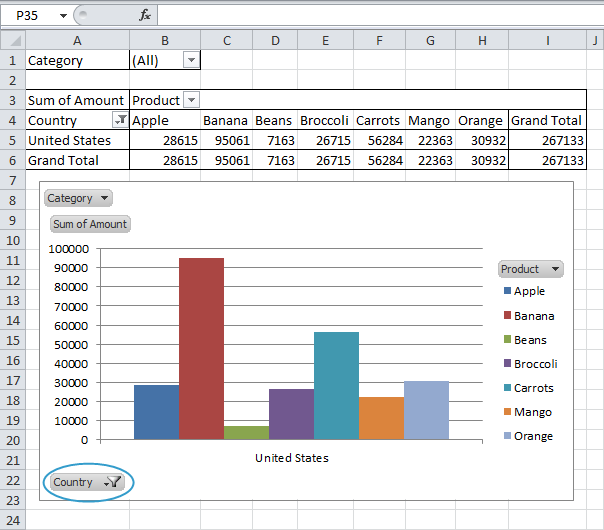 P35 fx
A B C D E F G H I J
1 Category (All)
2
3 Sum of Amount Product
4 Country Apple Banana Beans Broccoli Carrots Mango Orange Grand Total
5 United States 28615 95061 7163 26715 56284 22363 30932 267133
6 Grand Total 28615 95061 7163 26715 56284 22363 30932 267133
7
8 Category
9 Sum of Amount
10 100000
11 90000 Product
12 80000 Apple
13 70000 Banana
14 60000 Beans
15 50000 Broccoli
16 40000 Carrots
17 30000 Mango
18 20000 Orange
19 10000
20 0
21 United States
22 Country
23
24